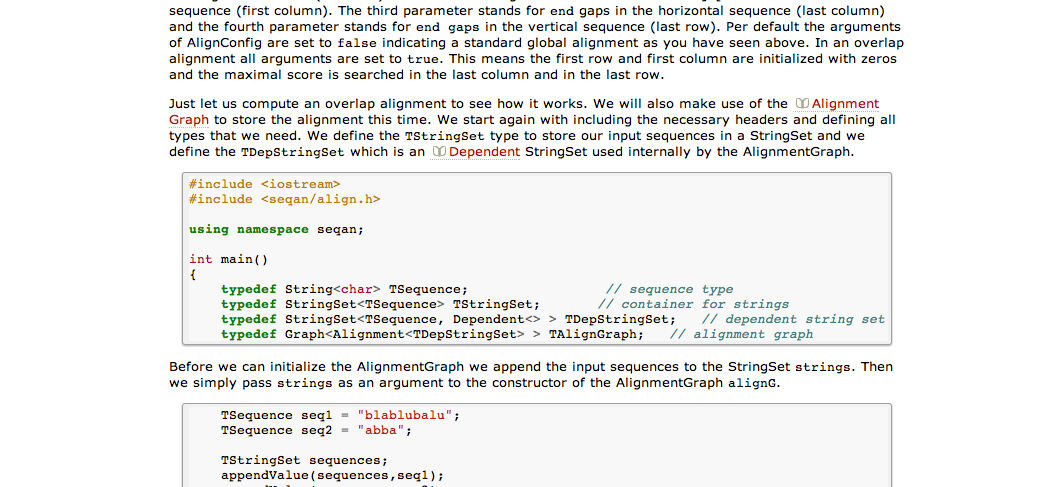 sequence (first column). The third parameter stands for end gaps in the horizontal sequence (last column)
and the fourth parameter stands for end gaps in the vertical sequence (last row). Per default the arguments
of AlignConfig are set to false indicating a standard global alignment as you have seen above. In an overlap
alignment all arguments are set to true. This means the first row and first column are initialized with zeros
and the maximal score is searched in the last column and in the last row.
Just let us compute an overlap alignment to see how it works. We will also make use of the Alignment
Graph to store the alignment this time. We start again with including the necessary headers and defining all
types that we need. We define the TStringSet type to store our input sequences in a StringSet and we
define the TDepStringSet which is an Dependent StringSet used internally by the AlignmentGraph.
#include <iostream>
#include <seqan/align.h>
using namespace seqan;
int main()
{
typedef String<char> TSequence; // sequence type
typedef StringSet<TSequence> TStringSet; // container for strings
typedef StringSet<TSequence, Dependent<> > TDepStringSet; // dependent string set
typedef Graph<Alignment<TDepStringSet> > TAlignGraph; // alignment graph
Before we can initialize the AlignmentGraph we append the input sequences to the StringSet strings. Then
we simply pass strings as an argument to the constructor of the AlignmentGraph alignG.
TSequence seq1 = "blablubalu";
TSequence seq2 = "abba";
TStringSet sequences;
appendValue(sequences,seq1);